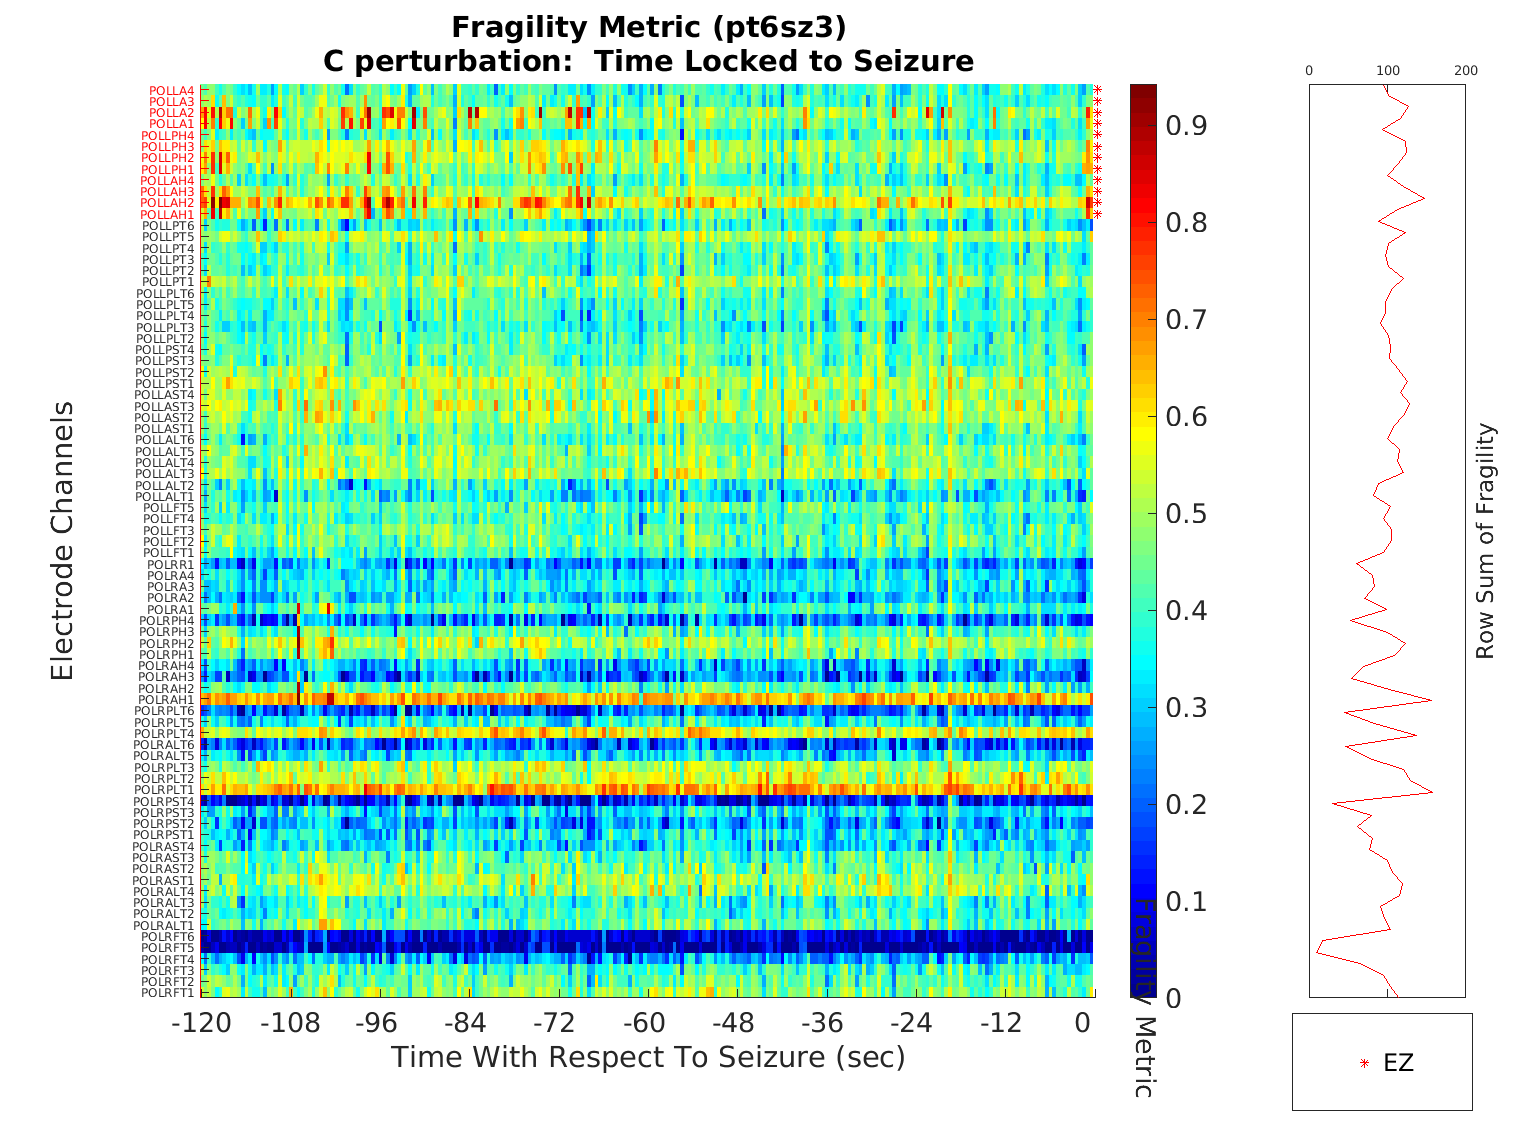 Fragility Metric (pt6sz3)
C perturbation:  Time Locked to Seizure
Electrode Channels
POLLA4
POLLA3
POLLA2
POLLA1
POLLPH4
POLLPH3
POLLPH2
POLLPH1
POLLAH4
POLLAH3
POLLAH2
POLLAH1
POLLPT6
POLLPT5
POLLPT4
POLLPT3
POLLPT2
POLLPT1
POLLPLT6
POLLPLT5
POLLPLT4
POLLPLT3
POLLPLT2
POLLPST4
POLLPST3
POLLPST2
POLLPST1
POLLAST4
POLLAST3
POLLAST2
POLLAST1
POLLALT6
POLLALT5
POLLALT4
POLLALT3
POLLALT2
POLLALT1
POLLFT5
POLLFT4
POLLFT3
POLLFT2
POLLFT1
POLRR1
POLRA4
POLRA3
POLRA2
POLRA1
POLRPH4
POLRPH3
POLRPH2
POLRPH1
POLRAH4
POLRAH3
POLRAH2
POLRAH1
POLRPLT6
POLRPLT5
POLRPLT4
POLRALT6
POLRALT5
POLRPLT3
POLRPLT2
POLRPLT1
POLRPST4
POLRPST3
POLRPST2
POLRPST1
POLRAST4
POLRAST3
POLRAST2
POLRAST1
POLRALT4
POLRALT3
POLRALT2
POLRALT1
POLRFT6
POLRFT5
POLRFT4
POLRFT3
POLRFT2
POLRFT1
-120 -108 -96 -84 -72 -60 -48 -36 -24 -12 0
Time With Respect To Seizure (sec)
0.9
0.8
0.7
0.6
0.5
0.4
0.3
0.2
0.1
0
Fragility Metric
0 100 200
Row Sum of Fragility
EZ